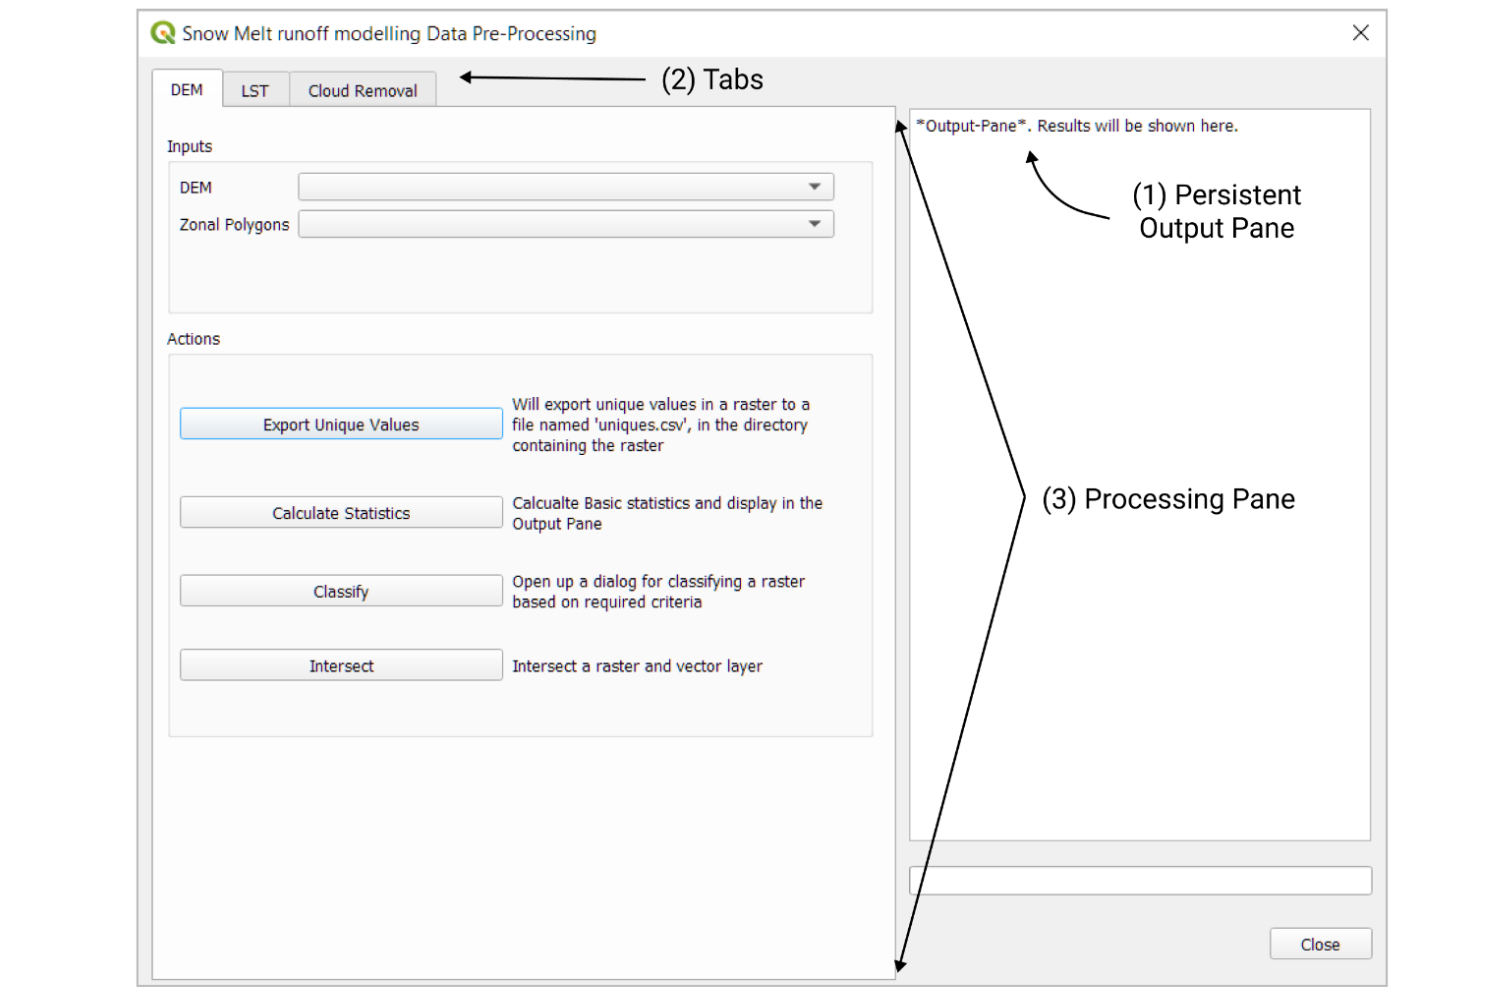 Snow Melt runoff modelling Data Pre-Processing
DEM
LST
Cloud Removal
(2) Tabs
*Output-Pane*. Results will be shown here.
(1) Persistent
Output Pane
Inputs
DEM
Zonal Polygons
Actions
Export Unique Values
Will export unique values in a raster to a
file named 'uniques.csv', in the directory
containing the raster
Calculate Statistics
Calcualte Basic statistics and display in the
Output Pane
(3) Processing Pane
Classify
Open up a dialog for classifying a raster
based on required criteria
Intersect
Intersect a raster and vector layer
Close